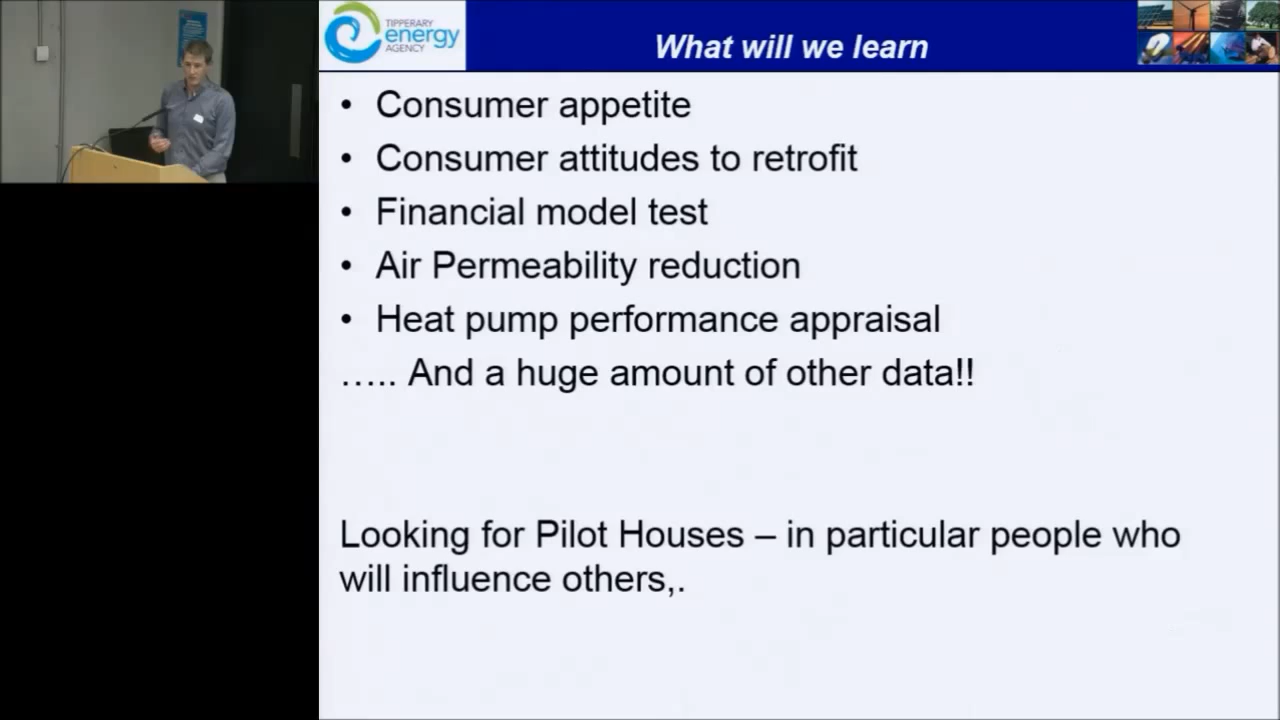 TIPPERARY
energy
AGENCY
What will we learn
• Consumer appetite
• Consumer attitudes to retrofit
• Financial model test
• Air Permeability reduction
• Heat pump performance appraisal
….. And a huge amount of other data!!
Looking for Pilot Houses – in particular people who
will influence others,.